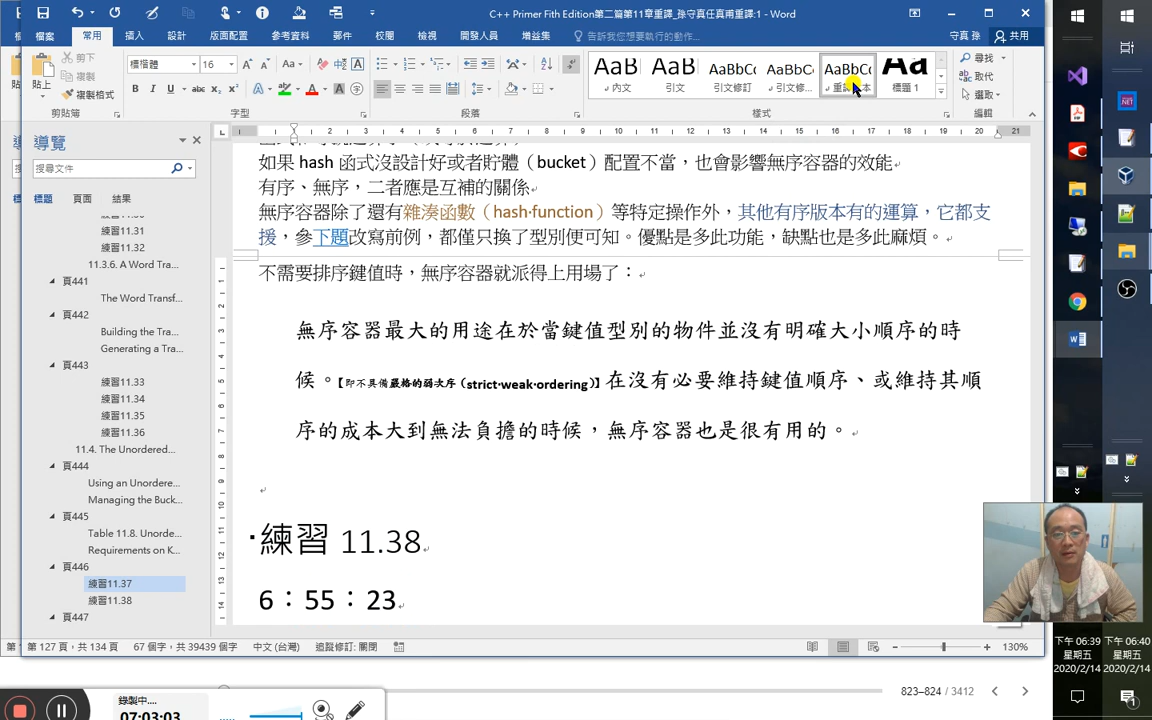 C++ Primer Fith Edition第二篇第11章重譯_孫守真任真甫重譯:1 - Word
檔案 常用 插入 設計 版面配置 參考資料 郵件 校閱 檢視 開發人員 增益集 告訴我您想要執行的動作... 守真 孫 共用
貼上 剪下 複製 複製格式 剪貼簿
標楷體 16 字型
段落
AaB 內文
AaB 引文
AaBbCc 引文修訂
AaBbC 引文修...
AaBbCc
Aa 標題 1
樣式
尋找 取代 選取 編輯
導覽
搜尋文件
標題 頁面 結果
練習11.31
練習11.32
11.3.6. A Word Tra...
頁441
The Word Transf...
頁442
Building the Tra...
Generating a Tra...
頁443
練習11.33
練習11.34
練習11.35
練習11.36
11.4. The Unordered...
頁444
Using an Unordere...
Managing the Buck...
頁445
Table 11.8. Unorde...
Requirements on K...
頁446
練習11.37
練習11.38
頁447
如果 hash 函式沒設計好或者貯體（bucket）配置不當，也會影響無序容器的效能
有序、無序，二者應是互補的關係
無序容器除了還有雜湊函數（hash·function）等特定操作外，其他有序版本有的運算，它都支
援，參下題改寫前例，都僅只換了型別便可知。優點是多此功能，缺點也是多此麻煩。
不需要排序鍵值時，無序容器就派得上用場了：
無序容器最大的用途在於當鍵值型別的物件並沒有明確大小順序的時
候。【即不具備嚴格的弱次序（strict·weak·ordering）】在沒有必要維持鍵值順序、或維持其順
序的成本大到無法負擔的時候，無序容器也是很有用的。
練習 11.38
6：55：23
第 127 頁，共 134 頁 67 個字，共 39439 個字 中文 (台灣) 追蹤修訂: 關閉 130%
錄製中....
07:03:03
823–824 / 3412
下午 06:39
星期五
2020/2/14
下午 06:40
星期五
2020/2/14